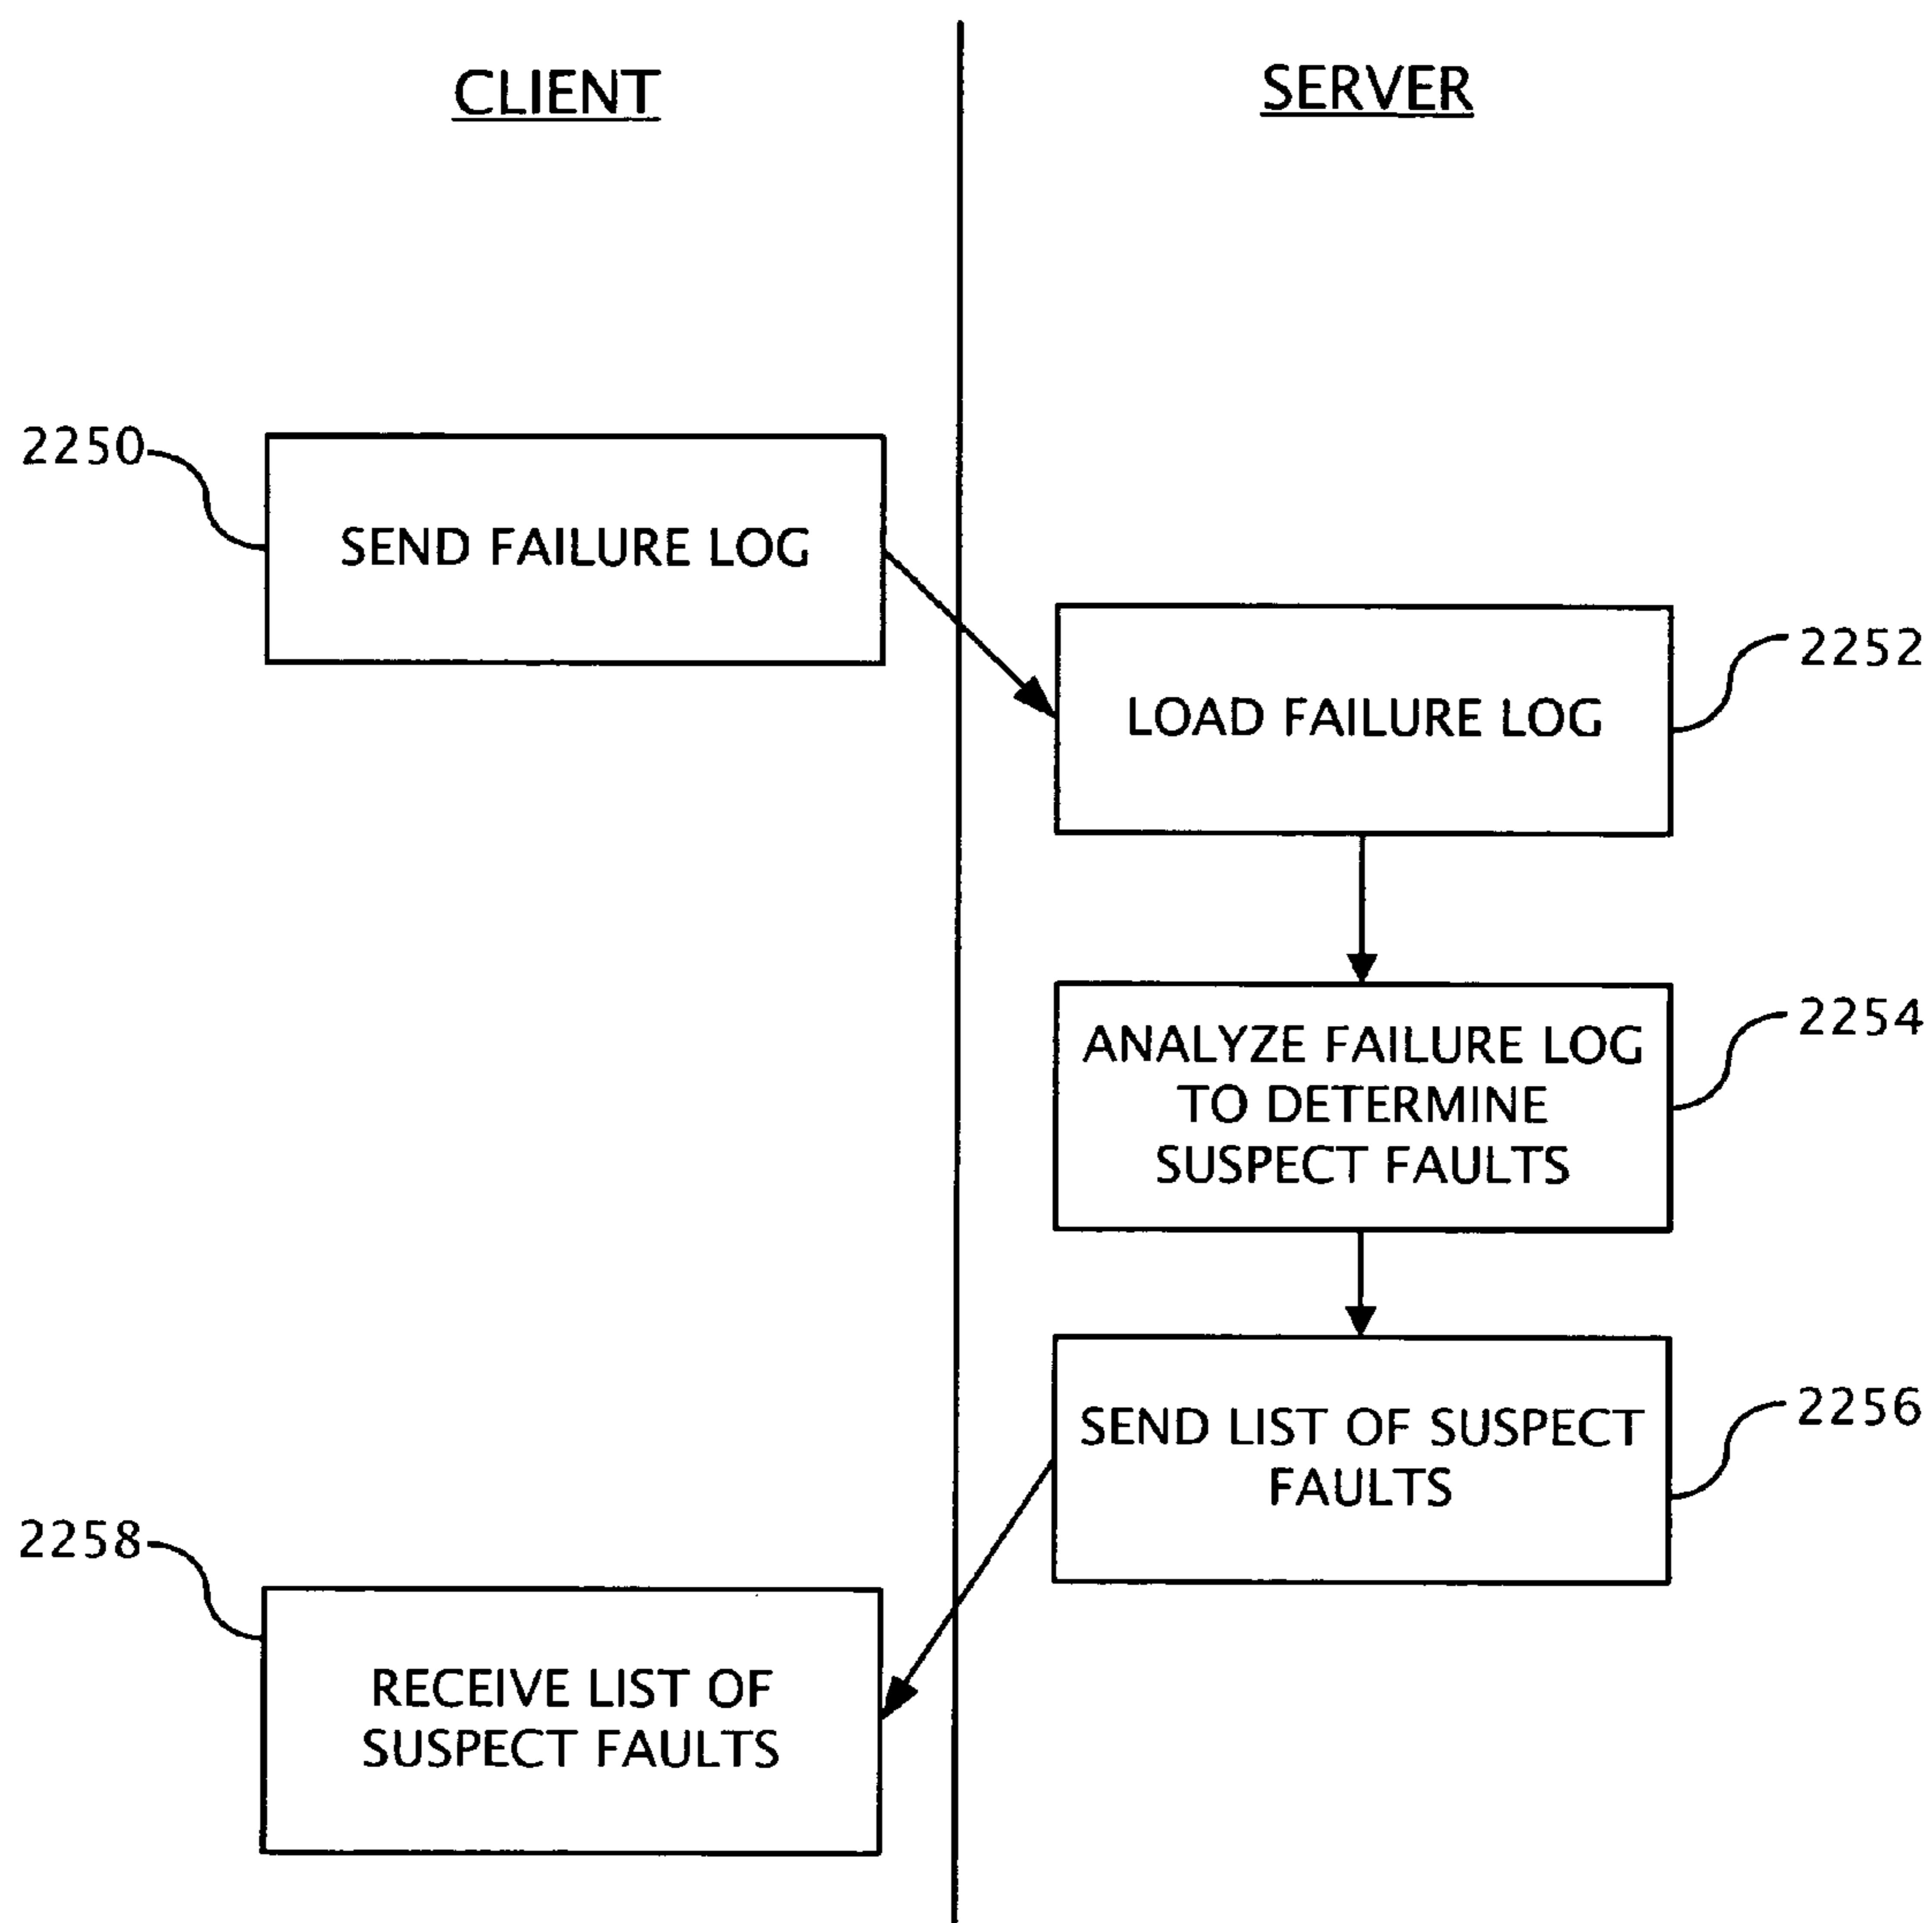 CLIENT
SERVER
2250
SEND FAILURE LOG
2252
LOAD FAILURE LOG
2254
ANALYZE FAILURE LOG
TO DETERMINE
SUSPECT FAULTS
2256
SEND LIST OF SUSPECT
FAULTS
2258
RECEIVE LIST OF
SUSPECT FAULTS